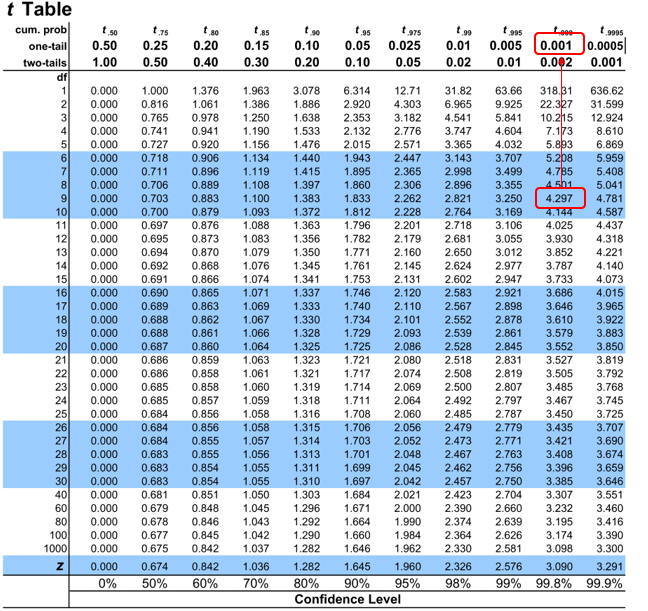 t Table
cum. prob t .50 t .75 t .80 t .85 t .90 t .95 t .975 t .99 t .995 t .999 t .9995
one-tail 0.50 0.25 0.20 0.15 0.10 0.05 0.025 0.01 0.005 0.001 0.0005
two-tails 1.00 0.50 0.40 0.30 0.20 0.10 0.05 0.02 0.01 0.002 0.001
df
1 0.000 1.000 1.376 1.963 3.078 6.314 12.71 31.82 63.66 318.31 636.62
2 0.000 0.816 1.061 1.386 1.886 2.920 4.303 6.965 9.925 22.327 31.599
3 0.000 0.765 0.978 1.250 1.638 2.353 3.182 4.541 5.841 10.215 12.924
4 0.000 0.741 0.941 1.190 1.533 2.132 2.776 3.747 4.604 7.173 8.610
5 0.000 0.727 0.920 1.156 1.476 2.015 2.571 3.365 4.032 5.893 6.869
6 0.000 0.718 0.906 1.134 1.440 1.943 2.447 3.143 3.707 5.208 5.959
7 0.000 0.711 0.896 1.119 1.415 1.895 2.365 2.998 3.499 4.785 5.408
8 0.000 0.706 0.889 1.108 1.397 1.860 2.306 2.896 3.355 4.501 5.041
9 0.000 0.703 0.883 1.100 1.383 1.833 2.262 2.821 3.250 4.297 4.781
10 0.000 0.700 0.879 1.093 1.372 1.812 2.228 2.764 3.169 4.144 4.587
11 0.000 0.697 0.876 1.088 1.363 1.796 2.201 2.718 3.106 4.025 4.437
12 0.000 0.695 0.873 1.083 1.356 1.782 2.179 2.681 3.055 3.930 4.318
13 0.000 0.694 0.870 1.079 1.350 1.771 2.160 2.650 3.012 3.852 4.221
14 0.000 0.692 0.868 1.076 1.345 1.761 2.145 2.624 2.977 3.787 4.140
15 0.000 0.691 0.866 1.074 1.341 1.753 2.131 2.602 2.947 3.733 4.073
16 0.000 0.690 0.865 1.071 1.337 1.746 2.120 2.583 2.921 3.686 4.015
17 0.000 0.689 0.863 1.069 1.333 1.740 2.110 2.567 2.898 3.646 3.965
18 0.000 0.688 0.862 1.067 1.330 1.734 2.101 2.552 2.878 3.610 3.922
19 0.000 0.688 0.861 1.066 1.328 1.729 2.093 2.539 2.861 3.579 3.883
20 0.000 0.687 0.860 1.064 1.325 1.725 2.086 2.528 2.845 3.552 3.850
21 0.000 0.686 0.859 1.063 1.323 1.721 2.080 2.518 2.831 3.527 3.819
22 0.000 0.686 0.858 1.061 1.321 1.717 2.074 2.508 2.819 3.505 3.792
23 0.000 0.685 0.858 1.060 1.319 1.714 2.069 2.500 2.807 3.485 3.768
24 0.000 0.685 0.857 1.059 1.318 1.711 2.064 2.492 2.797 3.467 3.745
25 0.000 0.684 0.856 1.058 1.316 1.708 2.060 2.485 2.787 3.450 3.725
26 0.000 0.684 0.856 1.058 1.315 1.706 2.056 2.479 2.779 3.435 3.707
27 0.000 0.684 0.855 1.057 1.314 1.703 2.052 2.473 2.771 3.421 3.690
28 0.000 0.683 0.855 1.056 1.313 1.701 2.048 2.467 2.763 3.408 3.674
29 0.000 0.683 0.854 1.055 1.311 1.699 2.045 2.462 2.756 3.396 3.659
30 0.000 0.683 0.854 1.055 1.310 1.697 2.042 2.457 2.750 3.385 3.646
40 0.000 0.681 0.851 1.050 1.303 1.684 2.021 2.423 2.704 3.307 3.551
60 0.000 0.679 0.848 1.045 1.296 1.671 2.000 2.390 2.660 3.232 3.460
80 0.000 0.678 0.846 1.043 1.292 1.664 1.990 2.374 2.639 3.195 3.416
100 0.000 0.677 0.845 1.042 1.290 1.660 1.984 2.364 2.626 3.174 3.390
1000 0.000 0.675 0.842 1.037 1.282 1.646 1.962 2.330 2.581 3.098 3.300
z 0.000 0.674 0.842 1.036 1.282 1.645 1.960 2.326 2.576 3.090 3.291
0% 50% 60% 70% 80% 90% 95% 98% 99% 99.8% 99.9%
Confidence Level